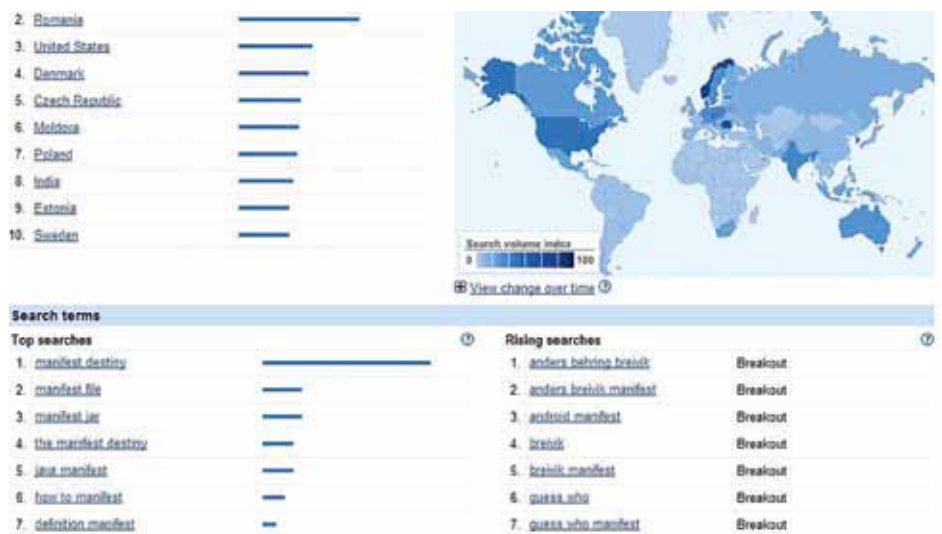 2. Romania
3. United States
4. Denmark
5. Czech Republic
6. Moldova
7. Poland
8. India
9. Estonia
10. Sweden
Search volume index
0 100
View change over time
Search terms
Top searches
1. manifest destiny
2. manifest file
3. manifest jar
4. the manifest destiny
5. java manifest
6. how to manifest
7. definition manifest
Rising searches
1. anders behring breivik Breakout
2. anders breivik manifest Breakout
3. android manifest Breakout
4. breivik Breakout
5. breivik manifest Breakout
6. guess who Breakout
7. guess who manifest Breakout